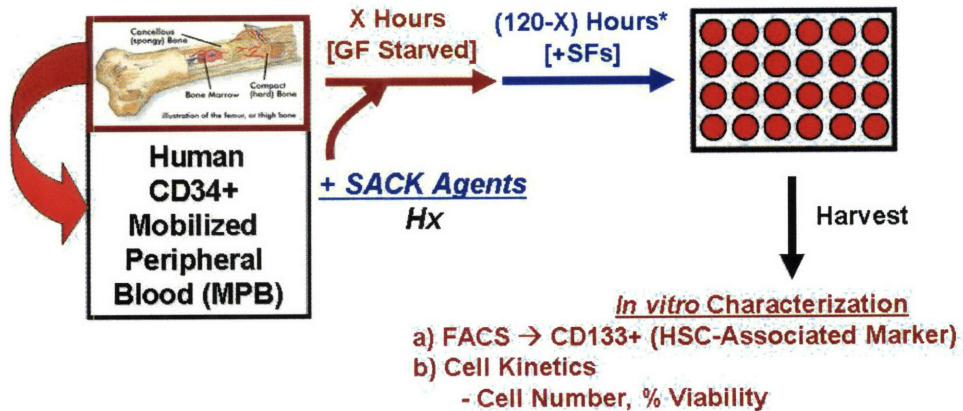 Cancellous
(spongy) Bone
Bone Marrow
Compact
(hard) Bone
illustration of the femur, or thigh bone
Human
CD34+
Mobilized
Peripheral
Blood (MPB)
X Hours
[GF Starved]
+ SACK Agents
Hx
(120-X) Hours*
[+SFs]
Harvest
In vitro Characterization
a) FACS → CD133+ (HSC-Associated Marker)
b) Cell Kinetics
- Cell Number, % Viability